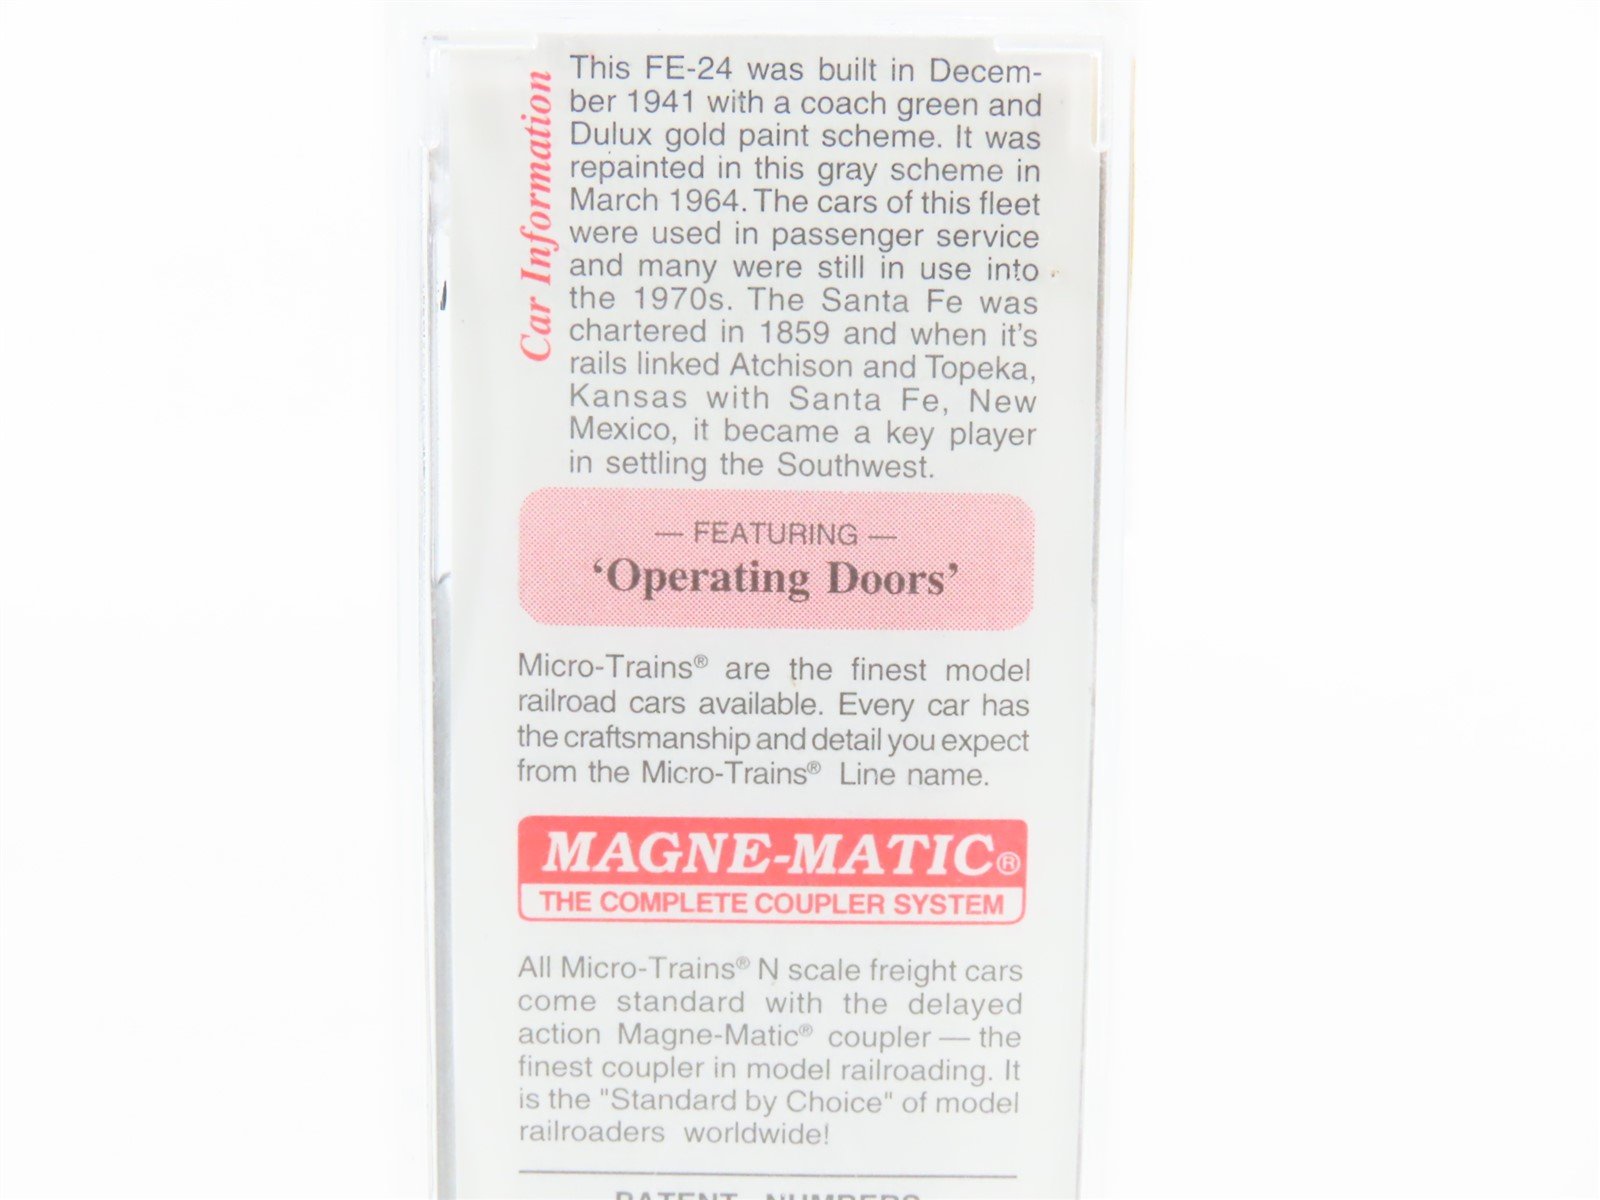 Car Information
This FE-24 was built in Decem-
ber 1941 with a coach green and
Dulux gold paint scheme. It was
repainted in this gray scheme in
March 1964. The cars of this fleet
were used in passenger service
and many were still in use into
the 1970s. The Santa Fe was
chartered in 1859 and when it's
rails linked Atchison and Topeka,
Kansas with Santa Fe, New
Mexico, it became a key player
in settling the Southwest.
— FEATURING —
‘Operating Doors’
Micro-Trains® are the finest model
railroad cars available. Every car has
the craftsmanship and detail you expect
from the Micro-Trains® Line name.
MAGNE-MATIC®
THE COMPLETE COUPLER SYSTEM
All Micro-Trains® N scale freight cars
come standard with the delayed
action Magne-Matic® coupler — the
finest coupler in model railroading. It
is the "Standard by Choice" of model
railroaders worldwide!
PATENT NUMBERS